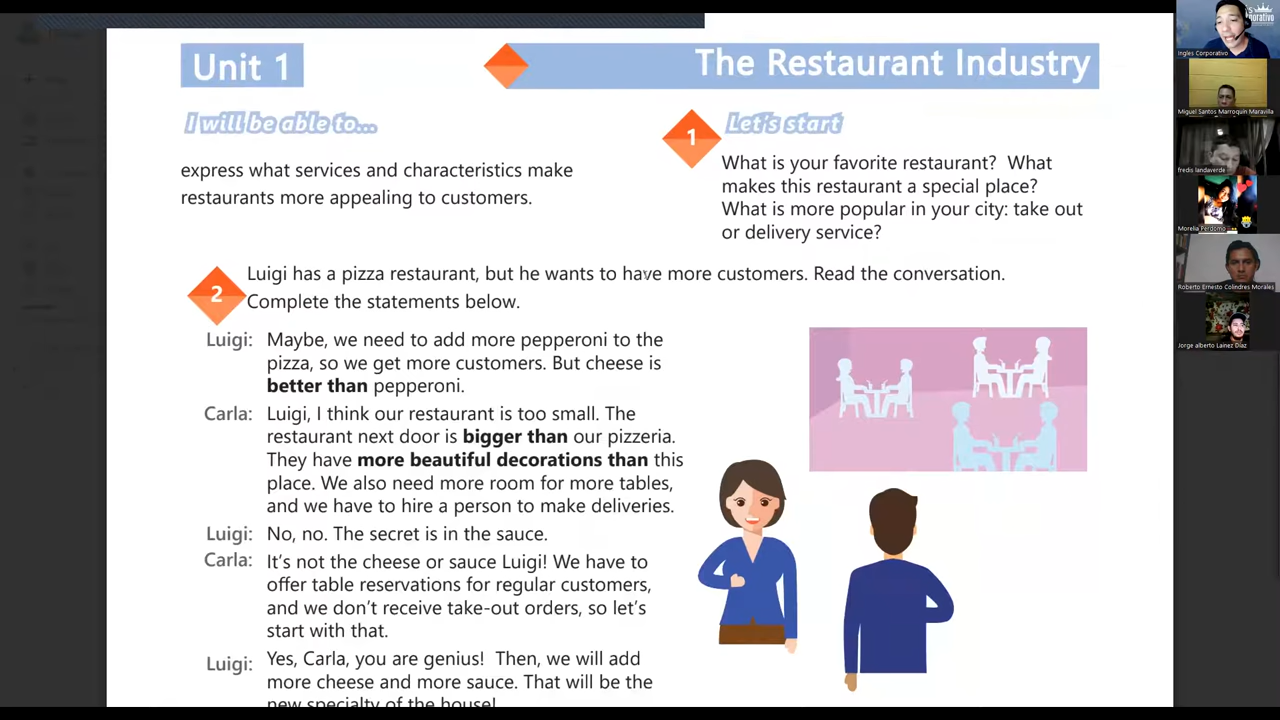 Unit 1
The Restaurant Industry
I will be able to...
express what services and characteristics make
restaurants more appealing to customers.
1
Let's start
What is your favorite restaurant? What
makes this restaurant a special place?
What is more popular in your city: take out
or delivery service?
2
Luigi has a pizza restaurant, but he wants to have more customers. Read the conversation.
Complete the statements below.
Luigi: Maybe, we need to add more pepperoni to the
pizza, so we get more customers. But cheese is
better than pepperoni.
Carla: Luigi, I think our restaurant is too small. The
restaurant next door is bigger than our pizzeria.
They have more beautiful decorations than this
place. We also need more room for more tables,
and we have to hire a person to make deliveries.
Luigi: No, no. The secret is in the sauce.
Carla: It's not the cheese or sauce Luigi! We have to
offer table reservations for regular customers,
and we don't receive take-out orders, so let's
start with that.
Luigi: Yes, Carla, you are genius! Then, we will add
more cheese and more sauce. That will be the
new specialty of the house!
Ingles Corporativo
Miguel Santos Marroquin Maravilla
fredis landaverde
Morelia Perdomo
Roberto Ernesto Colindres Morales
Jorge alberto Lainez Diaz